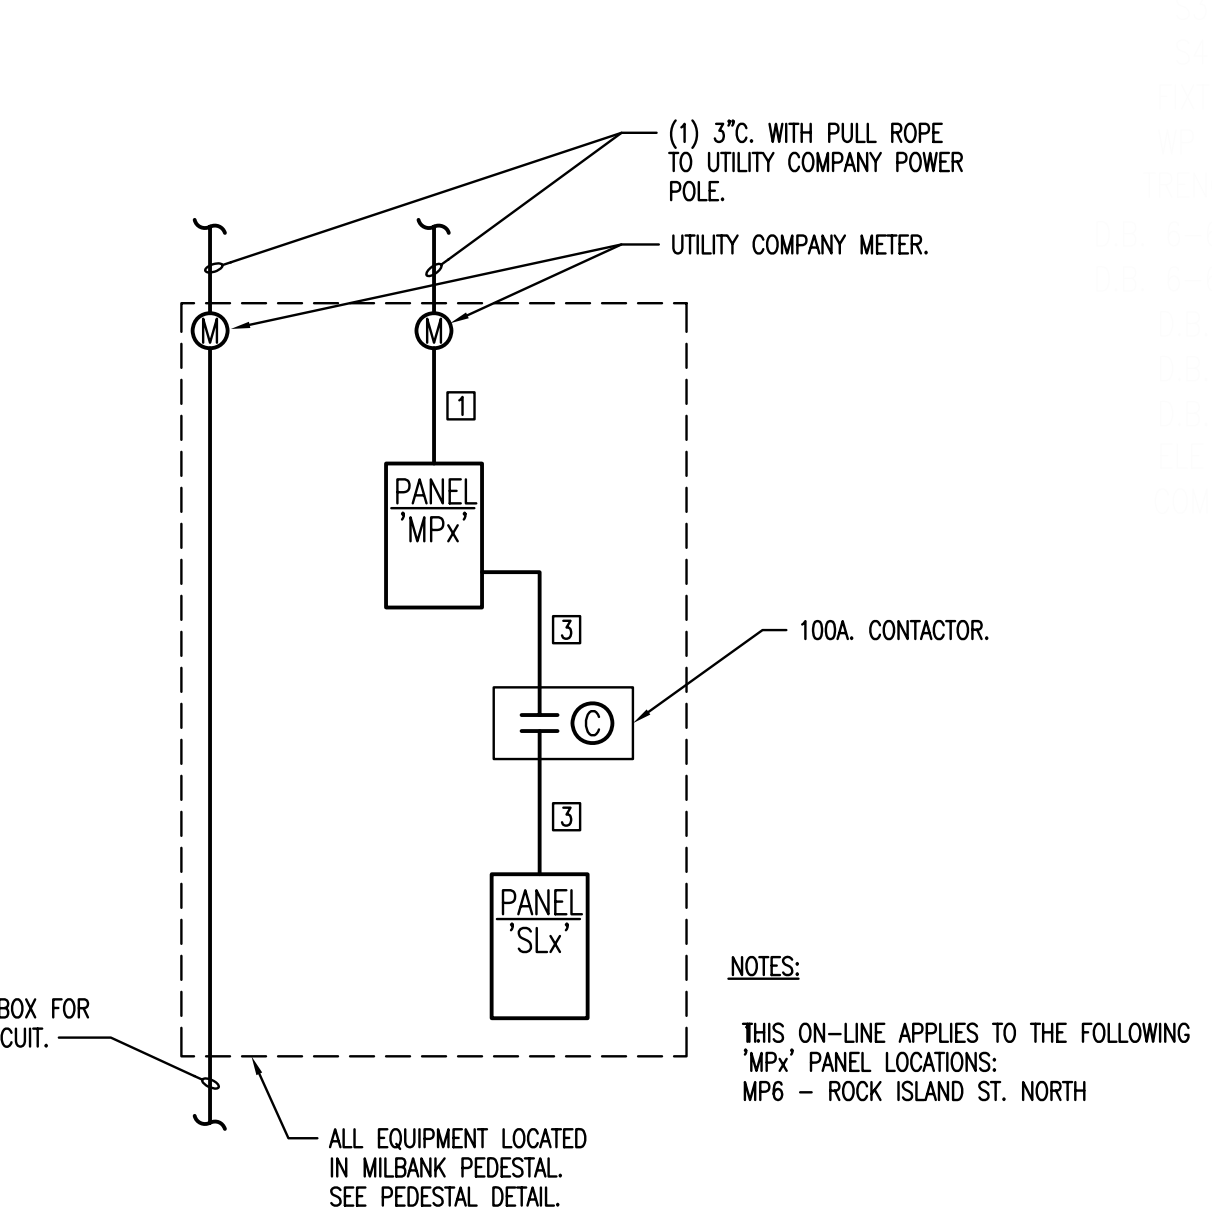 (1) 3"C. WITH PULL ROPE
TO UTILITY COMPANY POWER
POLE.
UTILITY COMPANY METER.
M
M
1
PANEL
'MPx'
3
100A. CONTACTOR.
C
3
PANEL
'SLx'
NOTES:
BOX FOR
CUIT.
THIS ON-LINE APPLIES TO THE FOLLOWING
'MPx' PANEL LOCATIONS:
MP6 - ROCK ISLAND ST. NORTH
ALL EQUIPMENT LOCATED
IN MILBANK PEDESTAL.
SEE PEDESTAL DETAIL.